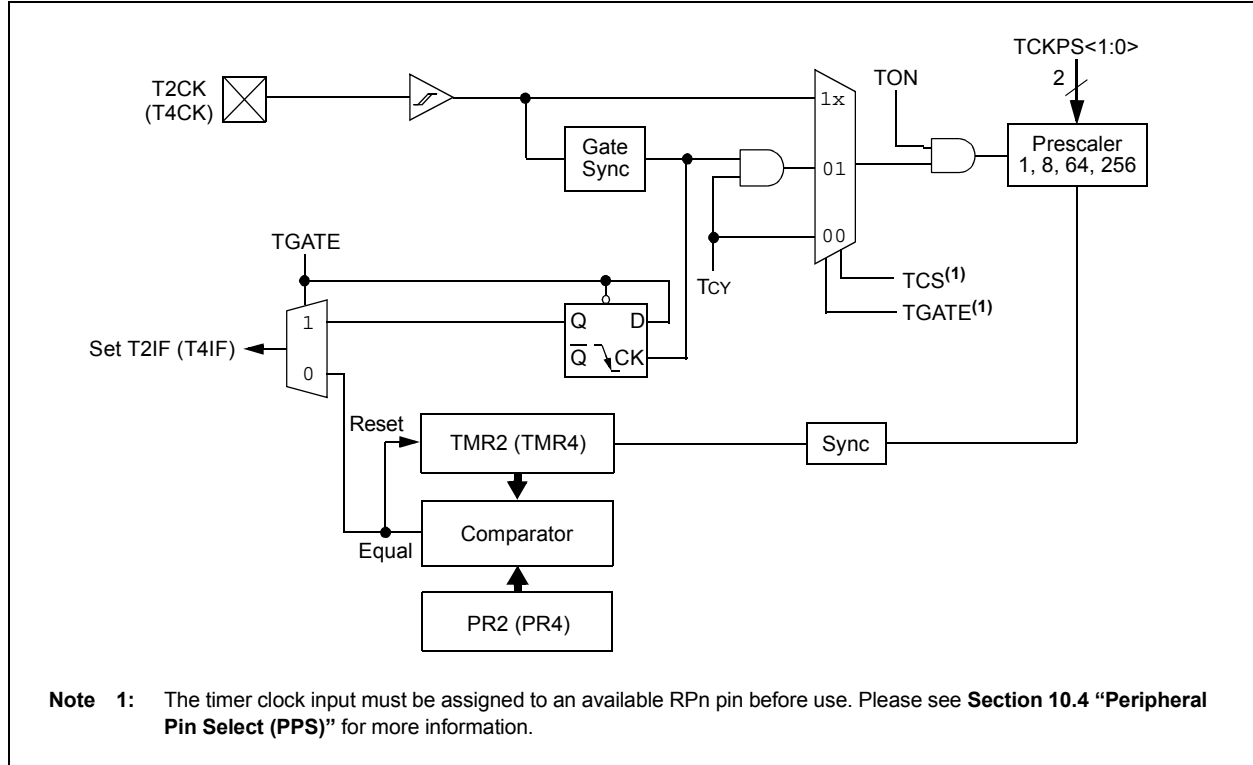 TCKPS<1:0>
2
T2CK
(T4CK)
TON
1x
Gate
Sync
01
Prescaler
1, 8, 64, 256
00
TGATE
TCY
TCS(1)
TGATE(1)
1
Q D
Set T2IF (T4IF)
Q CK
0
Reset
TMR2 (TMR4)
Sync
Equal
Comparator
PR2 (PR4)
Note 1: The timer clock input must be assigned to an available RPn pin before use. Please see Section 10.4 “Peripheral
Pin Select (PPS)” for more information.